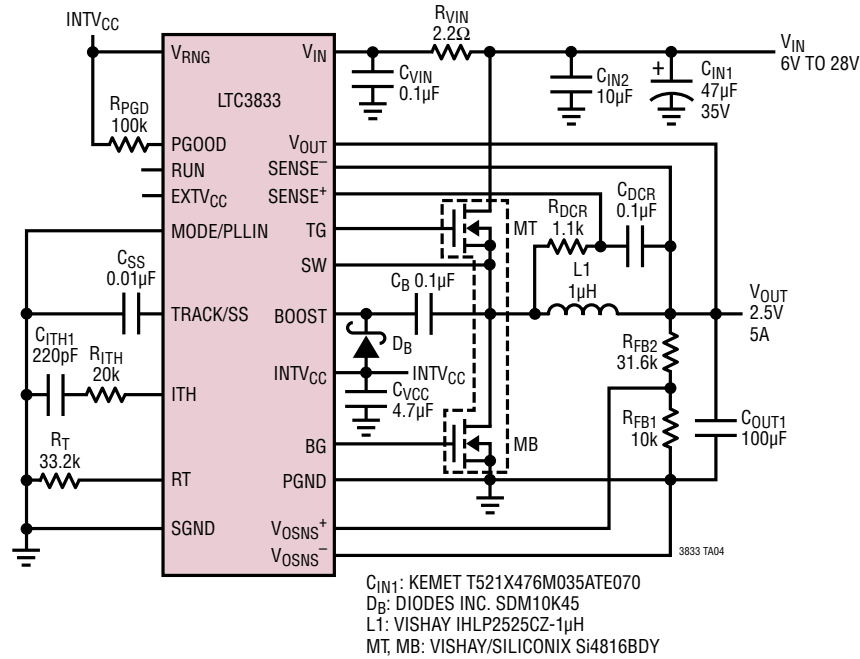 INTVCC
VRNG
RPGD
100k
PGOOD
RUN
EXTVCC
MODE/PLLIN
CSS
0.01µF
TRACK/SS
CITH1
220pF
RITH
20k
ITH
RT
33.2k
RT
SGND
LTC3833
VIN
VOUT
SENSE–
SENSE+
TG
SW
BOOST
INTVCC
BG
PGND
VOSNS+
VOSNS–
RVIN
2.2Ω
CVIN
0.1µF
CIN2
10µF
CIN1
47µF
35V
+
VIN
6V TO 28V
MT
RDCR
1.1k
CDCR
0.1µF
L1
1µH
CB 0.1µF
DB
INTVCC
CVCC
4.7µF
MB
VOUT
2.5V
5A
RFB2
31.6k
RFB1
10k
COUT1
100µF
3833 TA04
CIN1: KEMET T521X476M035ATE070
DB: DIODES INC. SDM10K45
L1: VISHAY IHLP2525CZ-1µH
MT, MB: VISHAY/SILICONIX Si4816BDY